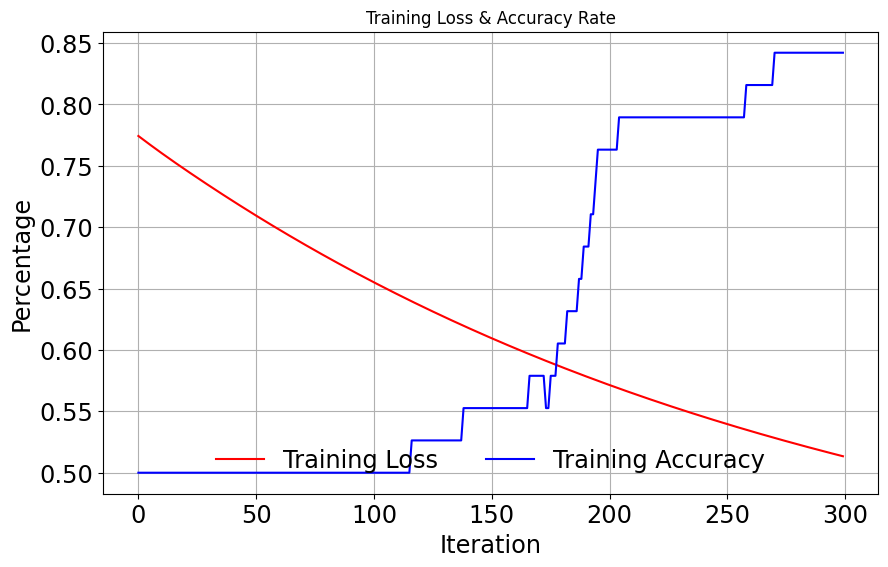 Training Loss & Accuracy Rate
Percentage
0.85
0.80
0.75
0.70
0.65
0.60
0.55
0.50
Training Loss Training Accuracy
0 50 100 150 200 250 300
Iteration